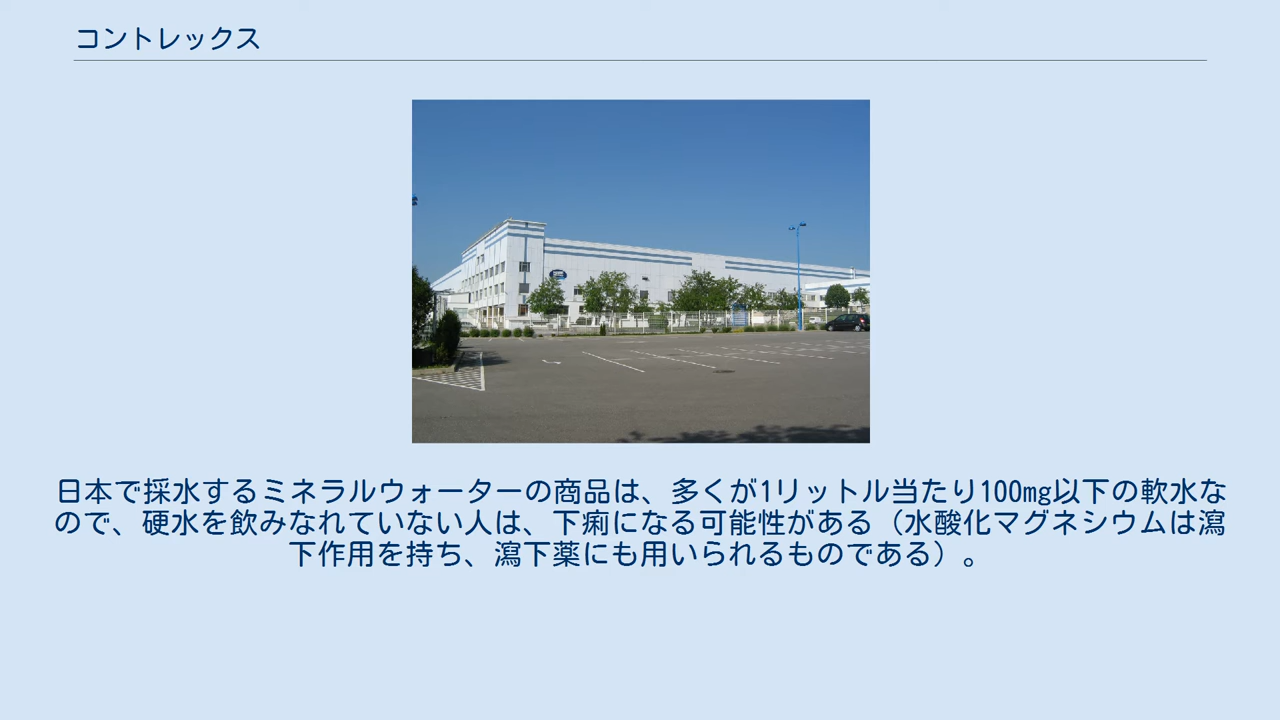 コントレックス
日本で採水するミネラルウォーターの商品は、多くが1リットル当たり100mg以下の軟水な
ので、硬水を飲みなれていない人は、下痢になる可能性がある（水酸化マグネシウムは瀉
下作用を持ち、瀉下薬にも用いられるものである）。